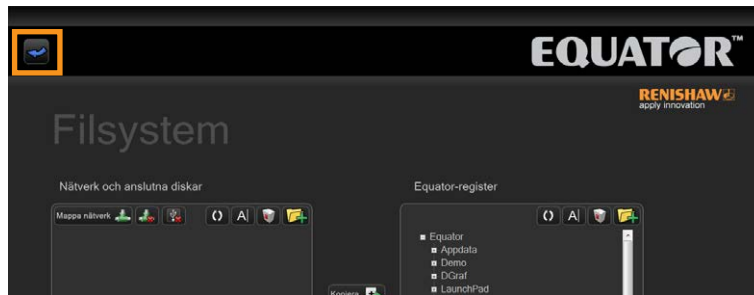 EQUATOR™
RENISHAW
apply innovation
Filsystem
Nätverk och anslutna diskar
Equator-register
Mappa nätverk
A|
A|
Equator
Appdata
Demo
DGraf
LaunchPad
Kopiera